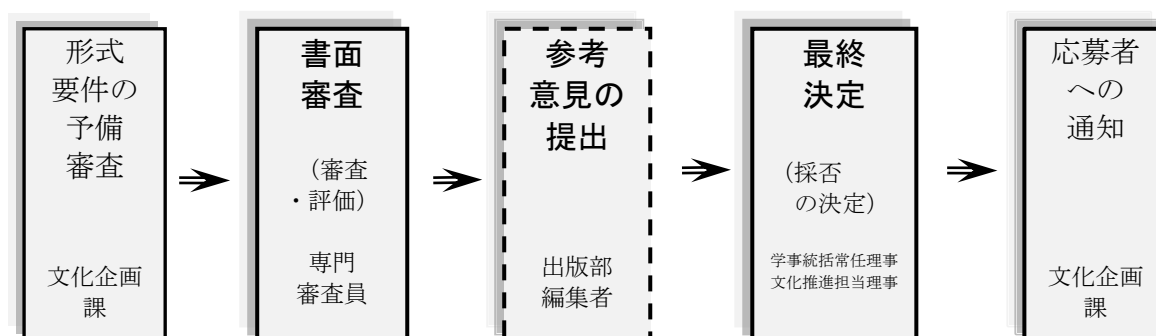 形式
要件の
予備
審査
文化企画
課
書面
審査
（審査
・評価）
専門
審査員
参考
意見の
提出
出版部
編集者
最終
決定
（採否
の決定）
学事統括常任理事
文化推進担当理事
応募者
への
通知
文化企画
課